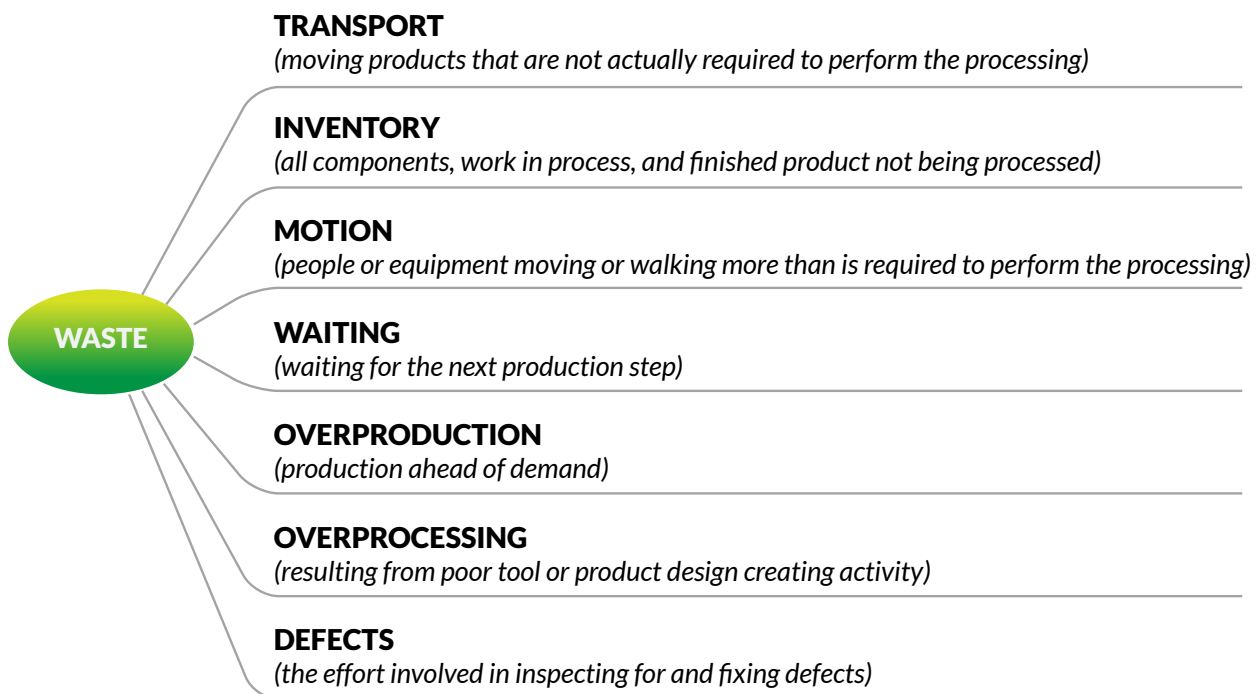 TRANSPORT
(moving products that are not actually required to perform the processing)
INVENTORY
(all components, work in process, and finished product not being processed)
MOTION
(people or equipment moving or walking more than is required to perform the processing)
WASTE
WAITING
(waiting for the next production step)
OVERPRODUCTION
(production ahead of demand)
OVERPROCESSING
(resulting from poor tool or product design creating activity)
DEFECTS
(the effort involved in inspecting for and fixing defects)